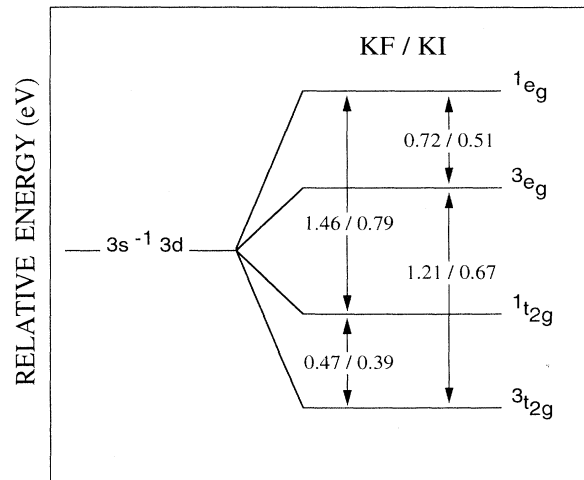 KF / KI
RELATIVE ENERGY (eV)
1eg
0.72 / 0.51
3eg
1.46 / 0.79
3s -1 3d
1.21 / 0.67
1t2g
0.47 / 0.39
3t2g